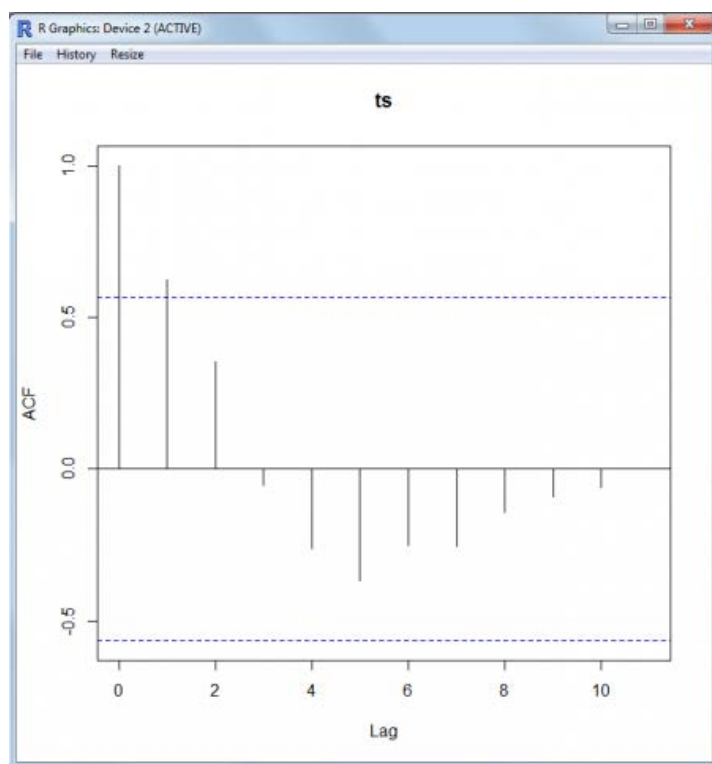 R Graphics: Device 2 (ACTIVE)
File History Resize
ts
1.0
0.5
0.0
-0.5
ACF
0 2 4 6 8 10
Lag